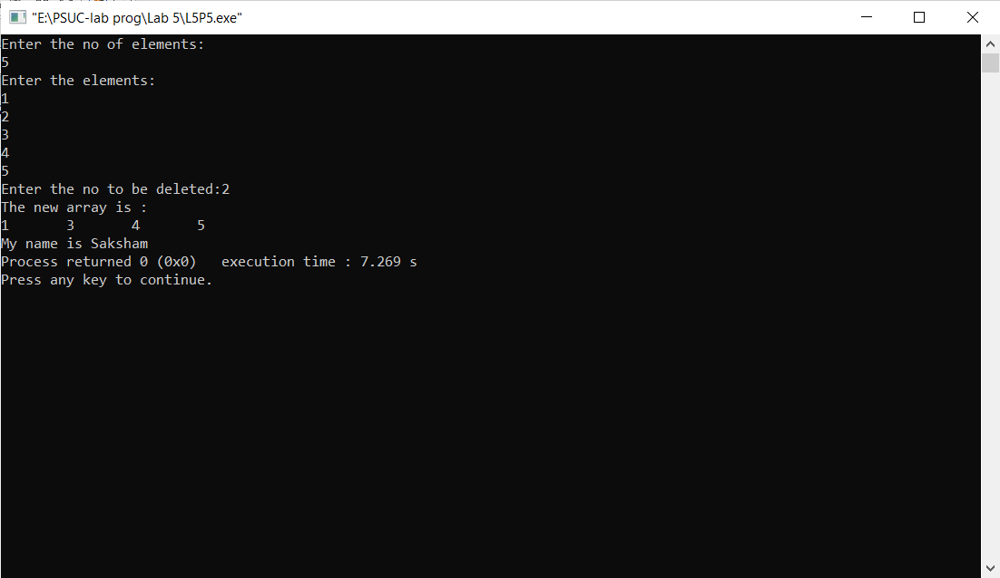 "E:\PSUC-lab prog\Lab 5\L5P5.exe"
Enter the no of elements:
5
Enter the elements:
1
2
3
4
5
Enter the no to be deleted:2
The new array is :
1       3       4       5
My name is Saksham
Process returned 0 (0x0)   execution time : 7.269 s
Press any key to continue.